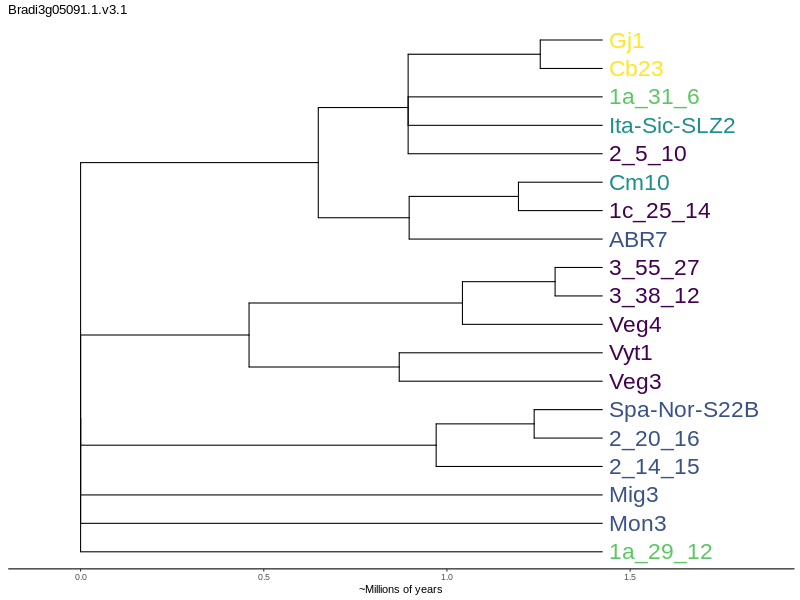 Bradi3g05091.1.v3.1
Gj1
Cb23
1a_31_6
Ita-Sic-SLZ2
2_5_10
Cm10
1c_25_14
ABR7
3_55_27
3_38_12
Veg4
Vyt1
Veg3
Spa-Nor-S22B
2_20_16
2_14_15
Mig3
Mon3
1a_29_12
0.0 0.5 1.0 1.5
~Millions of years